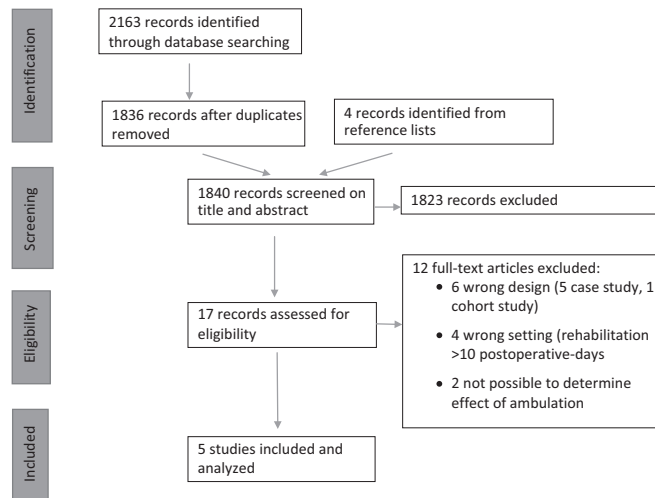 Identification
2163 records identified
through database searching
1836 records after duplicates
removed
4 records identified from
reference lists
Screening
1840 records screened on
title and abstract
1823 records excluded
Eligibility
17 records assessed for
eligibility
12 full-text articles excluded:
• 6 wrong design (5 case study, 1
cohort study)
• 4 wrong setting (rehabilitation
>10 postoperative-days
• 2 not possible to determine
effect of ambulation
Included
5 studies included and
analyzed